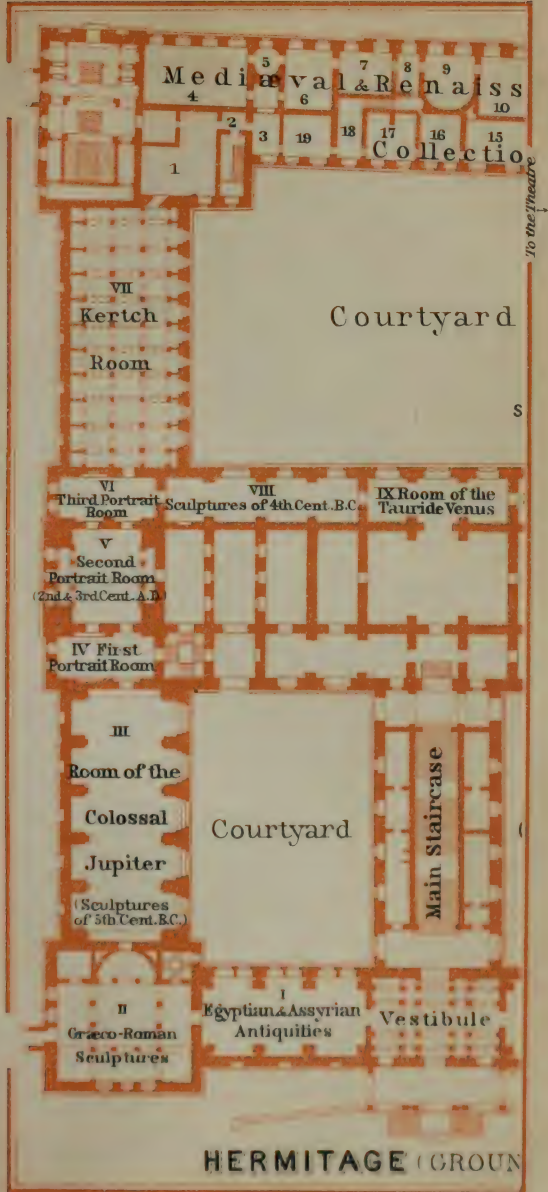 5 7 8 9
Mediæval & Renaiss
4 6 10
2
3 19 18 17 16 15
1
Collectio
To the Theatre
VII
Kertch
Room
Courtyard
S
VI
Third Portrait
Room
VIII
Sculptures of 4th Cent. B.C.
IX Room of the
Tauride Venus
V
Second
Portrait Room
(2nd & 3rd Cent. A.D.)
IV First
Portrait Room
III
Room of the
Colossal
Jupiter
(Sculptures
of 5th Cent. B.C.)
Courtyard
Main Staircase
(
II
Græco-Roman
Sculptures
I
Egyptian & Assyrian
Antiquities
Vestibule
HERMITAGE (GROUN